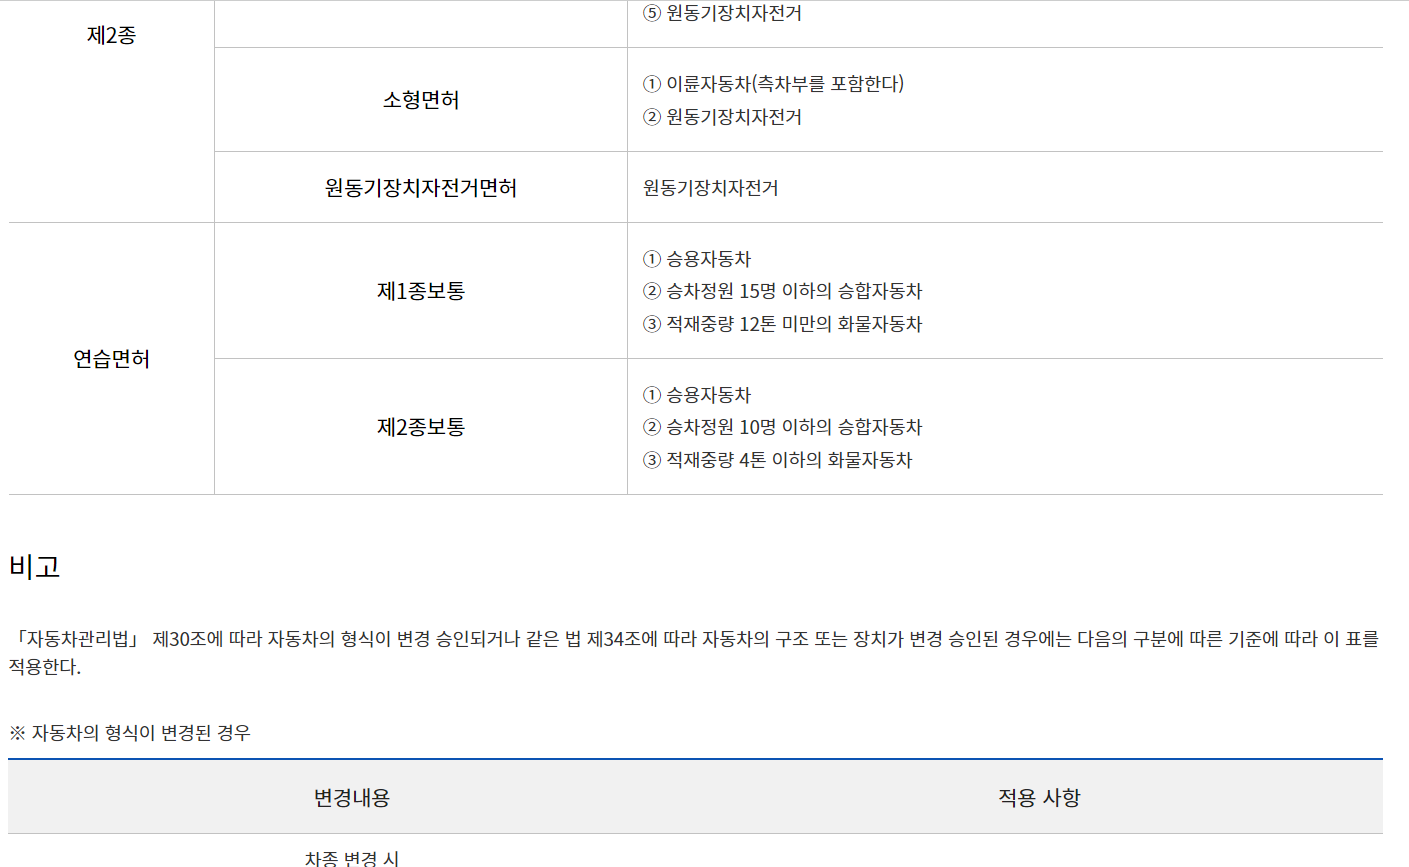 ⑤ 원동기장치자전거
제2종
소형면허
① 이륜자동차(측차부를 포함한다)
② 원동기장치자전거
원동기장치자전거면허
원동기장치자전거
연습면허
제1종보통
① 승용자동차
② 승차정원 15명 이하의 승합자동차
③ 적재중량 12톤 미만의 화물자동차
제2종보통
① 승용자동차
② 승차정원 10명 이하의 승합자동차
③ 적재중량 4톤 이하의 화물자동차
비고
「자동차관리법」 제30조에 따라 자동차의 형식이 변경 승인되거나 같은 법 제34조에 따라 자동차의 구조 또는 장치가 변경 승인된 경우에는 다음의 구분에 따른 기준에 따라 이 표를
적용한다.
※ 자동차의 형식이 변경된 경우
변경내용
적용 사항
차종 변경 시